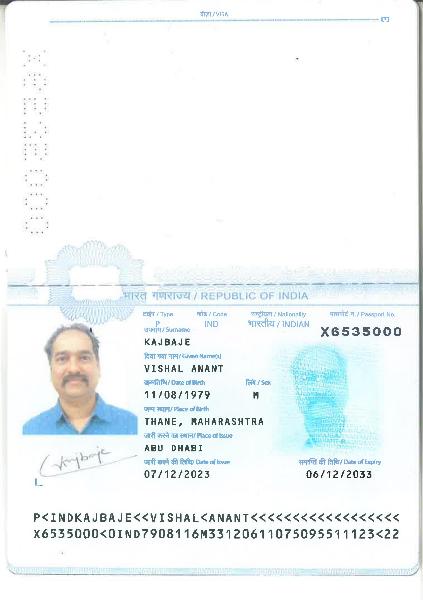 वीज़ा / VISA
X6535000
भारत गणराज्य / REPUBLIC OF INDIA
टाईप / Type कोड / Code राष्ट्रीयता / Nationality पासपोर्ट नं. / Passport No.
P IND भारतीय / INDIAN X6535000
उपनाम / Surname
KAJBAJE
दिया गया नाम / Given Name(s)
VISHAL ANANT
जन्मतिथि / Date of Birth लिंग / Sex
11/08/1979 M
जन्म स्थान / Place of Birth
THANE, MAHARASHTRA
जारी करने का स्थान / Place of Issue
ABU DHABI
जारी करने की तिथि / Date of Issue समाप्ति की तिथि / Date of Expiry
07/12/2023 06/12/2033
P<INDKAJBAJE<<VISHAL<ANANT<<<<<<<<<<<<<<<<<<
X6535000<0IND7908116M33120611075095511123<22